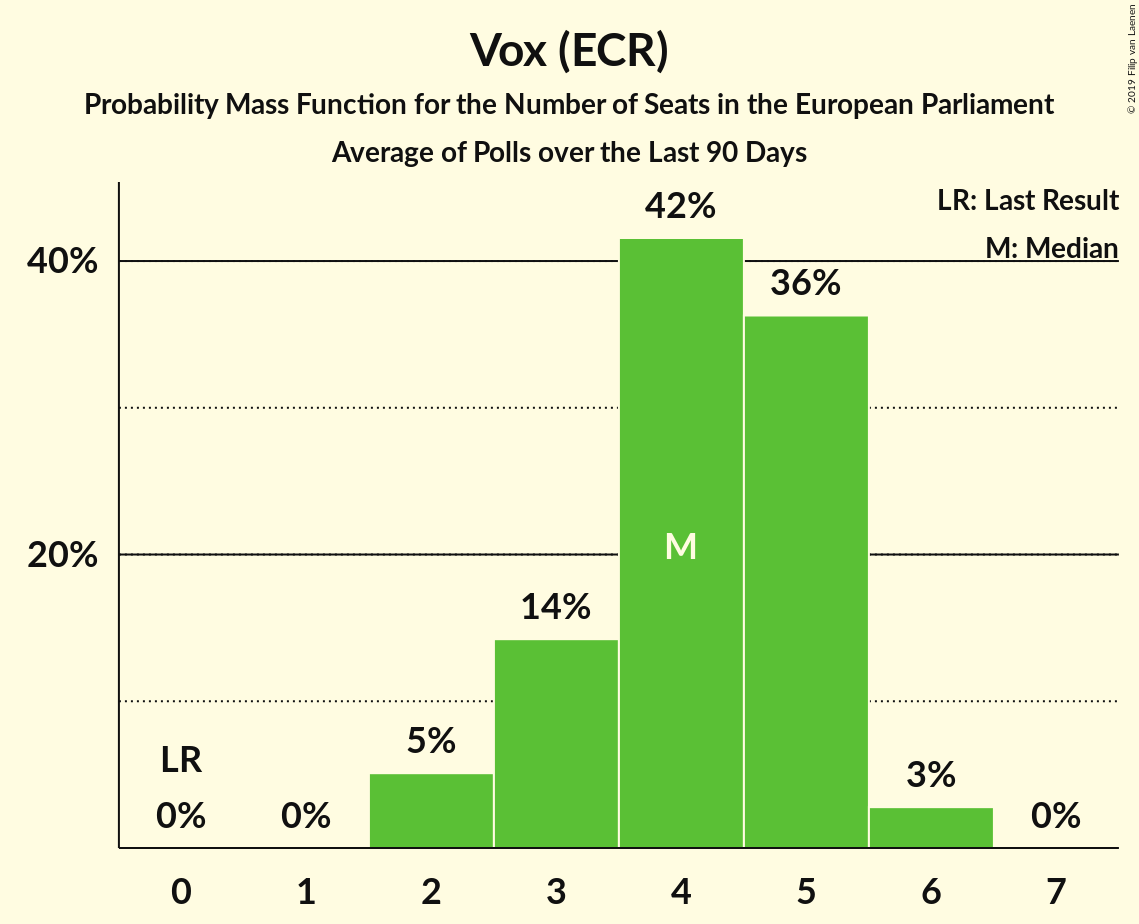 Vox (ECR)
Probability Mass Function for the Number of Seats in the European Parliament
Average of Polls over the Last 90 Days
© 2019 Filip van Laenen
LR: Last Result
M: Median
40%
20%
LR
0%
0%
5%
14%
42%
M
36%
3%
0%
0 1 2 3 4 5 6 7